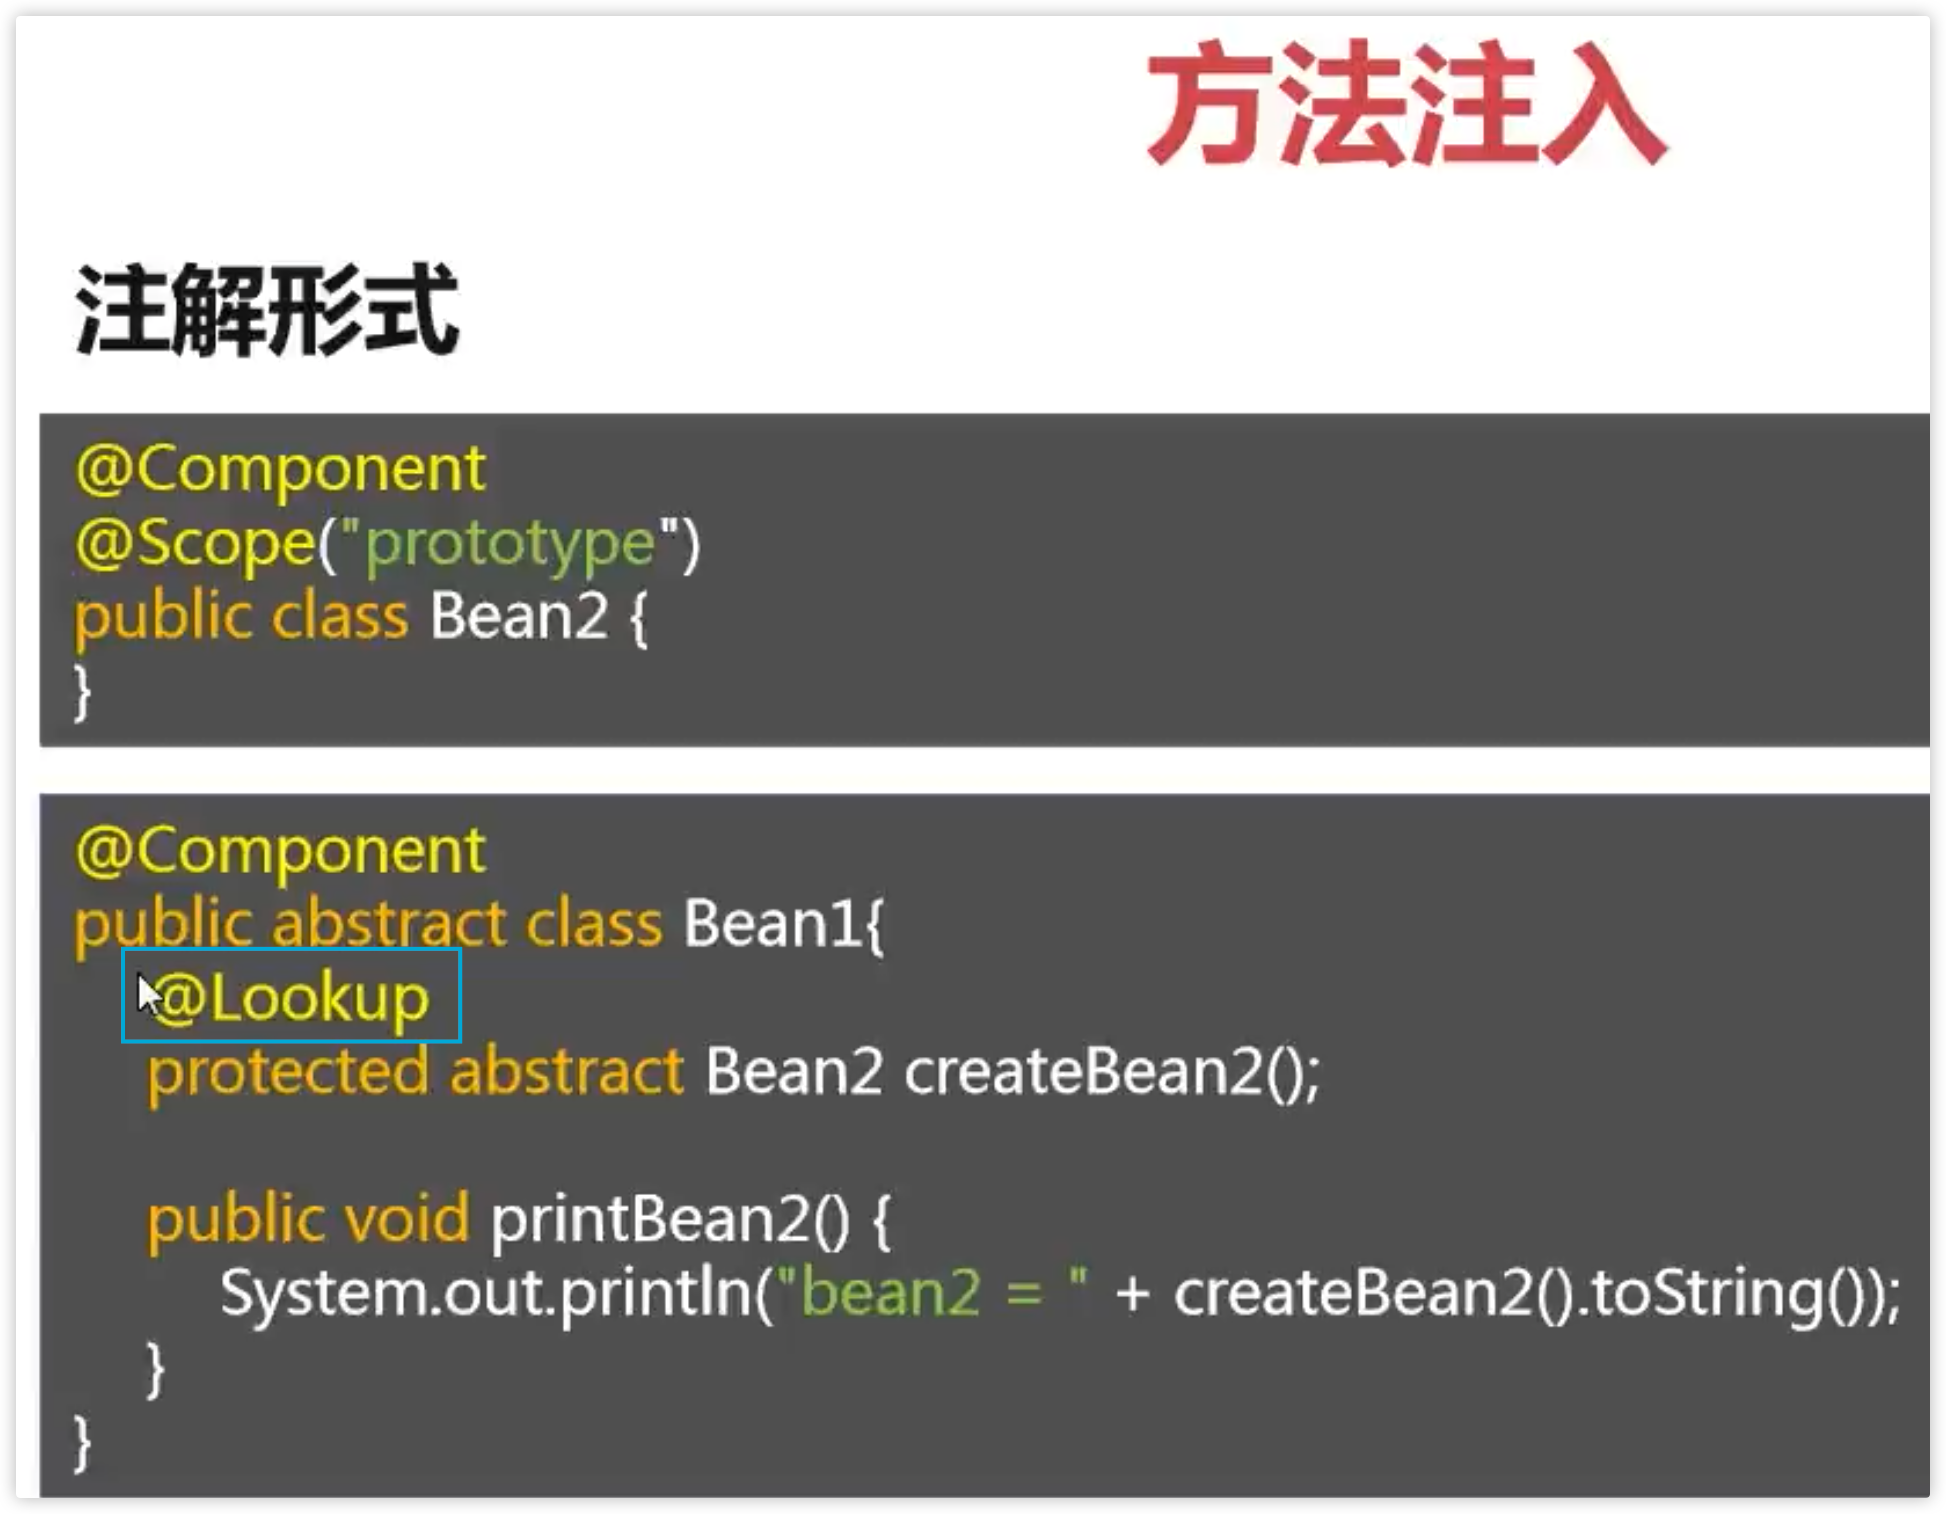 方法注入
注解形式
@Component
@Scope("prototype")
public class Bean2 {
}
@Component
public abstract class Bean1{
@Lookup
protected abstract Bean2 createBean2();
public void printBean2() {
System.out.println("bean2 = " + createBean2().toString());
}
}